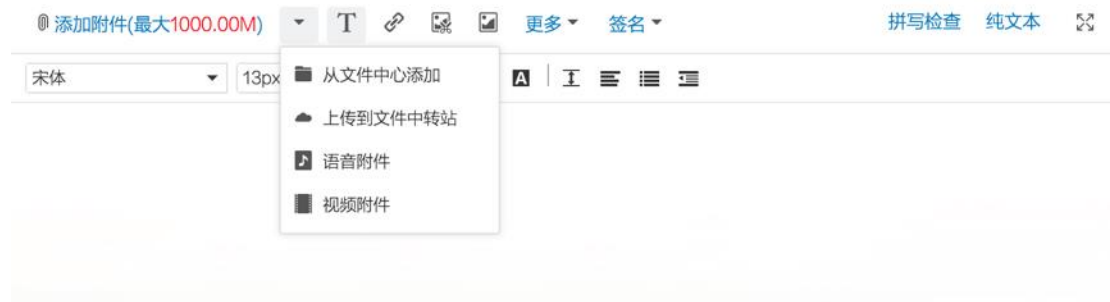 添加附件(最大1000.00M) T 更多 签名 拼写检查 纯文本
宋体 13px A
从文件中心添加
上传到文件中转站
语音附件
视频附件